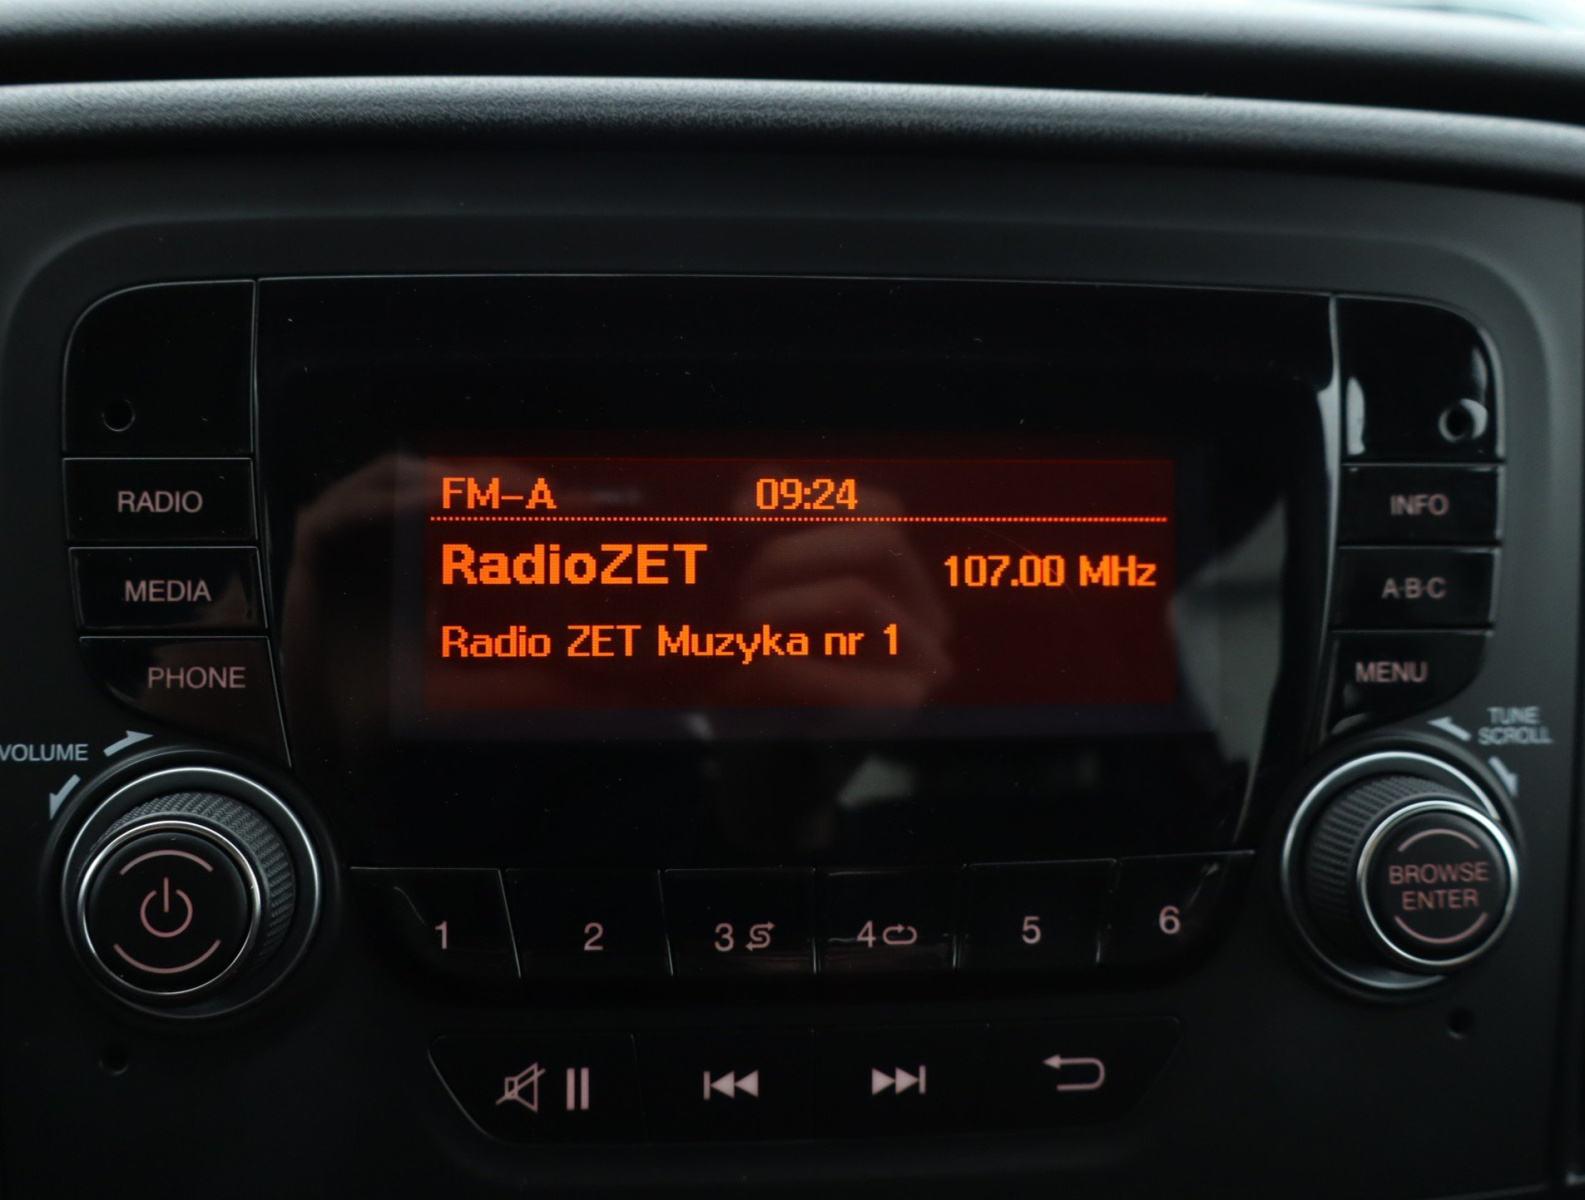 FM-A 09:24
RadioZET 107.00 MHz
Radio ZET Muzyka nr 1
RADIO
MEDIA
PHONE
VOLUME
INFO
A-B-C
MENU
TUNE
SCROLL
BROWSE
ENTER
1 2 3 4 5 6